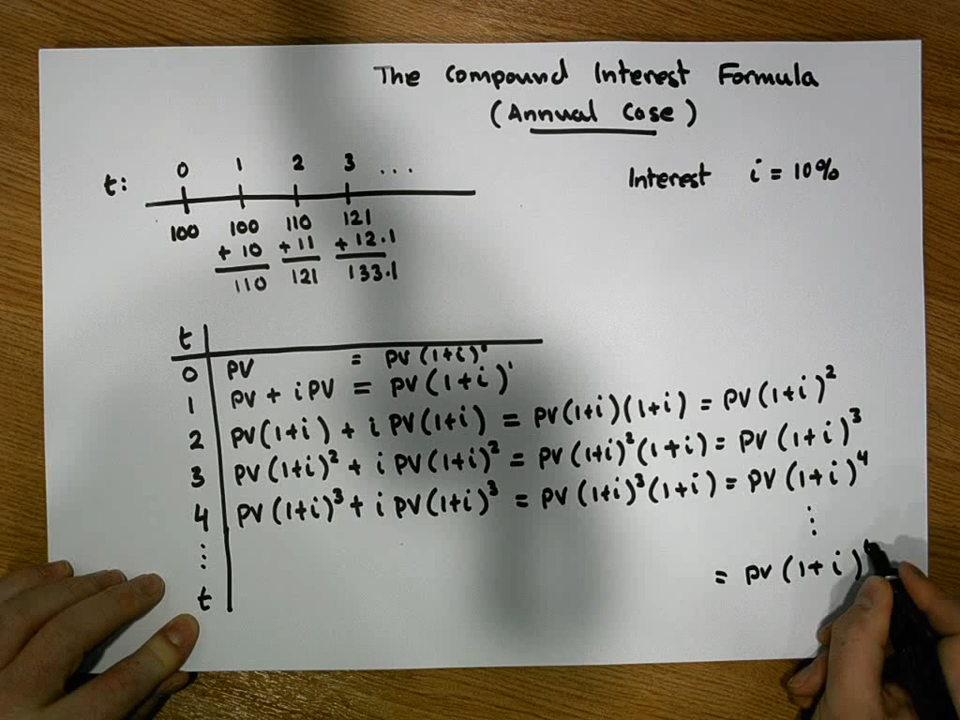 The Compound Interest Formula
(Annual Case)
Interest i = 10%
t: 0 1 2 3 ...
100 100 110 121
+ 10 + 11 + 12.1
110 121 133.1
t
0 PV = PV(1+i)⁰
1 PV + iPV = PV(1+i)¹
2 PV(1+i) + iPV(1+i) = PV(1+i)(1+i) = PV(1+i)²
3 PV(1+i)² + iPV(1+i)² = PV(1+i)²(1+i) = PV(1+i)³
4 PV(1+i)³ + iPV(1+i)³ = PV(1+i)³(1+i) = PV(1+i)⁴
⋮ ⋮
t = PV(1+i)